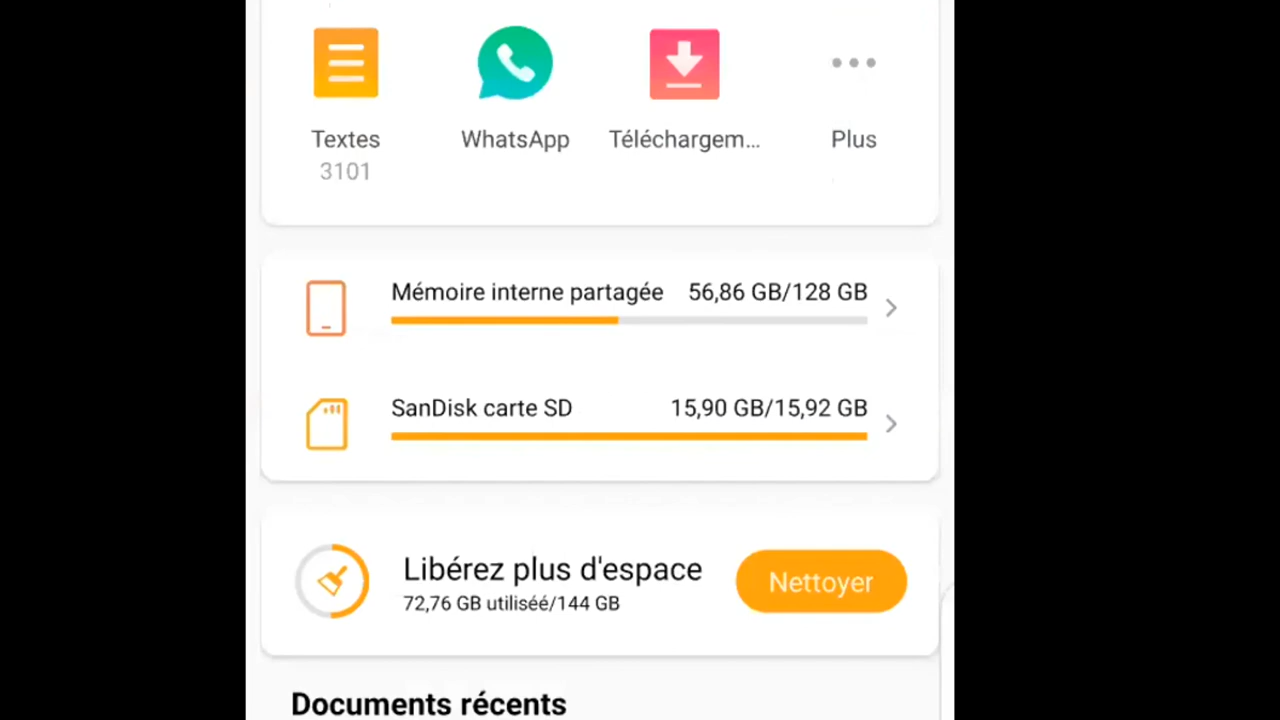 Textes
WhatsApp
Téléchargem...
Plus
3101
Mémoire interne partagée 56,86 GB/128 GB
SanDisk carte SD 15,90 GB/15,92 GB
Libérez plus d'espace
72,76 GB utiliséé/144 GB
Nettoyer
Documents récents